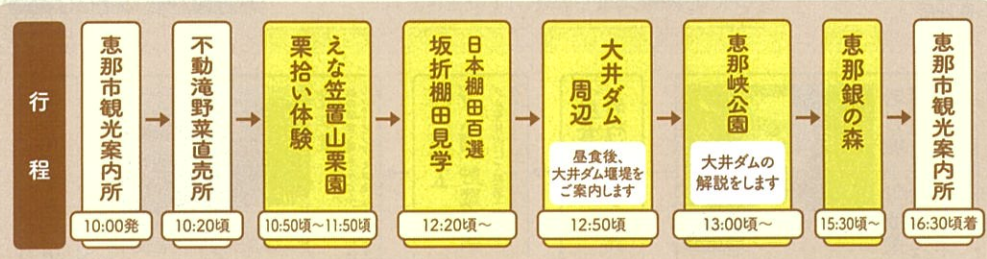 行程
恵那市観光案内所
10:00発
不動滝野菜直売所
10:20頃
えな笠置山栗園
栗拾い体験
10:50頃～11:50頃
日本棚田百選
坂折棚田見学
12:20頃～
大井ダム
周辺
昼食後、
大井ダム堰堤を
ご案内します
12:50頃
恵那峡公園
大井ダムの
解説をします
13:00頃～
恵那銀の森
15:30頃～
恵那市観光案内所
16:30頃着